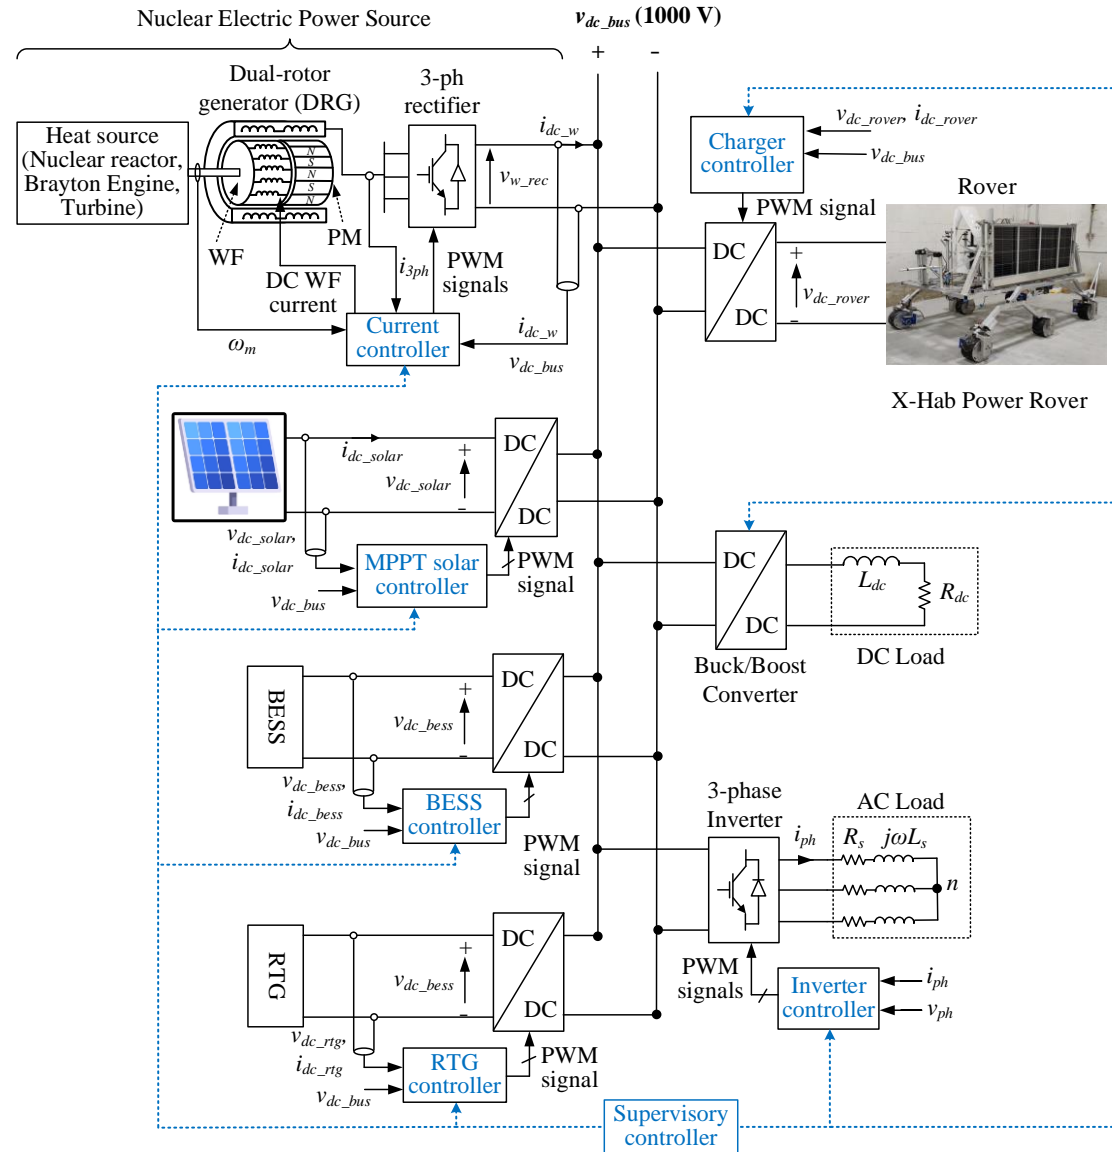 Nuclear Electric Power Source
v_dc_bus (1000 V)
+
-
Dual-rotor
generator (DRG)
3-ph
rectifier
Heat source
(Nuclear reactor,
Brayton Engine,
Turbine)
N
S
N
S
N
WF
PM
DC WF
current
i_3ph
PWM
signals
i_dc_w
v_w_rec
ω_m
Current
controller
i_dc_w
v_dc_bus
Charger
controller
v_dc_rover, i_dc_rover
v_dc_bus
PWM signal
Rover
DC
DC
+
v_dc_rover
-
X-Hab Power Rover
i_dc_solar
+
v_dc_solar
-
DC
DC
v_dc_solar,
i_dc_solar
v_dc_bus
MPPT solar
controller
PWM
signal
DC
DC
Buck/Boost
Converter
L_dc
R_dc
DC Load
BESS
+
v_dc_bess
-
DC
DC
v_dc_bess,
i_dc_bess
v_dc_bus
BESS
controller
PWM
signal
3-phase
Inverter
i_ph
AC Load
R_s
jωL_s
n
PWM
signals
Inverter
controller
i_ph
v_ph
RTG
+
v_dc_bess
-
DC
DC
v_dc_rtg,
i_dc_rtg
v_dc_bus
RTG
controller
PWM
signal
Supervisory
controller